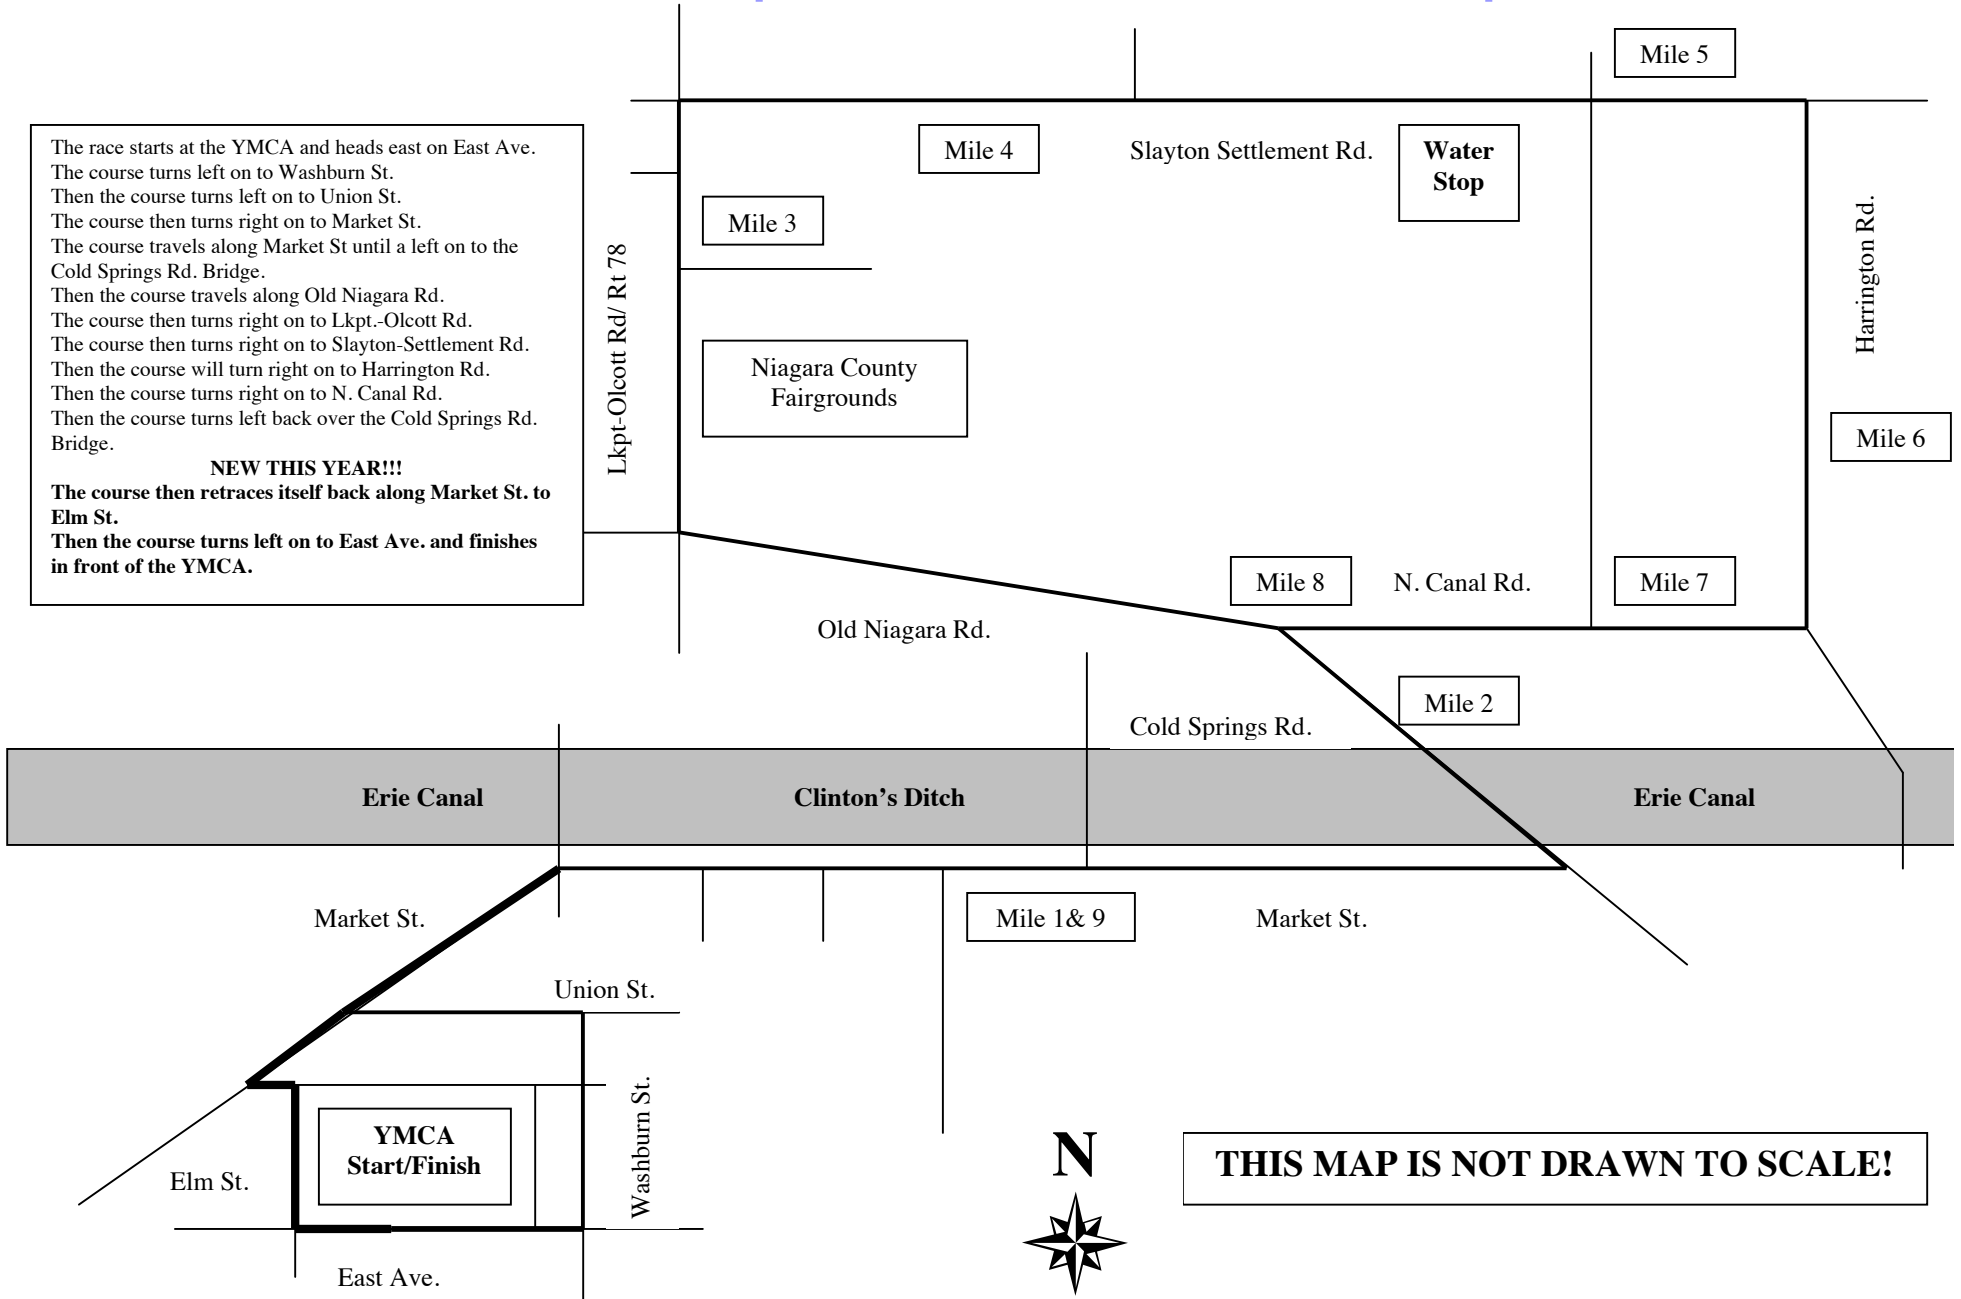 Mile 5
The race starts at the YMCA and heads east on East Ave.
The course turns left on to Washburn St.
Then the course turns left on to Union St.
The course then turns right on to Market St.
The course travels along Market St until a left on to the
Cold Springs Rd. Bridge.
Then the course travels along Old Niagara Rd.
The course then turns right on to Lkpt.-Olcott Rd.
The course then turns right on to Slayton-Settlement Rd.
Then the course will turn right on to Harrington Rd.
Then the course turns right on to N. Canal Rd.
Then the course turns left back over the Cold Springs Rd.
Bridge.
NEW THIS YEAR!!!
The course then retraces itself back along Market St. to
Elm St.
Then the course turns left on to East Ave. and finishes
in front of the YMCA.
Mile 4
Slayton Settlement Rd.
Water
Stop
Mile 3
Lkpt-Olcott Rd/ Rt 78
Harrington Rd.
Niagara County
Fairgrounds
Mile 6
Mile 8
N. Canal Rd.
Mile 7
Old Niagara Rd.
Mile 2
Cold Springs Rd.
Erie Canal
Clinton’s Ditch
Erie Canal
Market St.
Mile 1& 9
Market St.
Union St.
Washburn St.
YMCA
Start/Finish
Elm St.
East Ave.
N
THIS MAP IS NOT DRAWN TO SCALE!